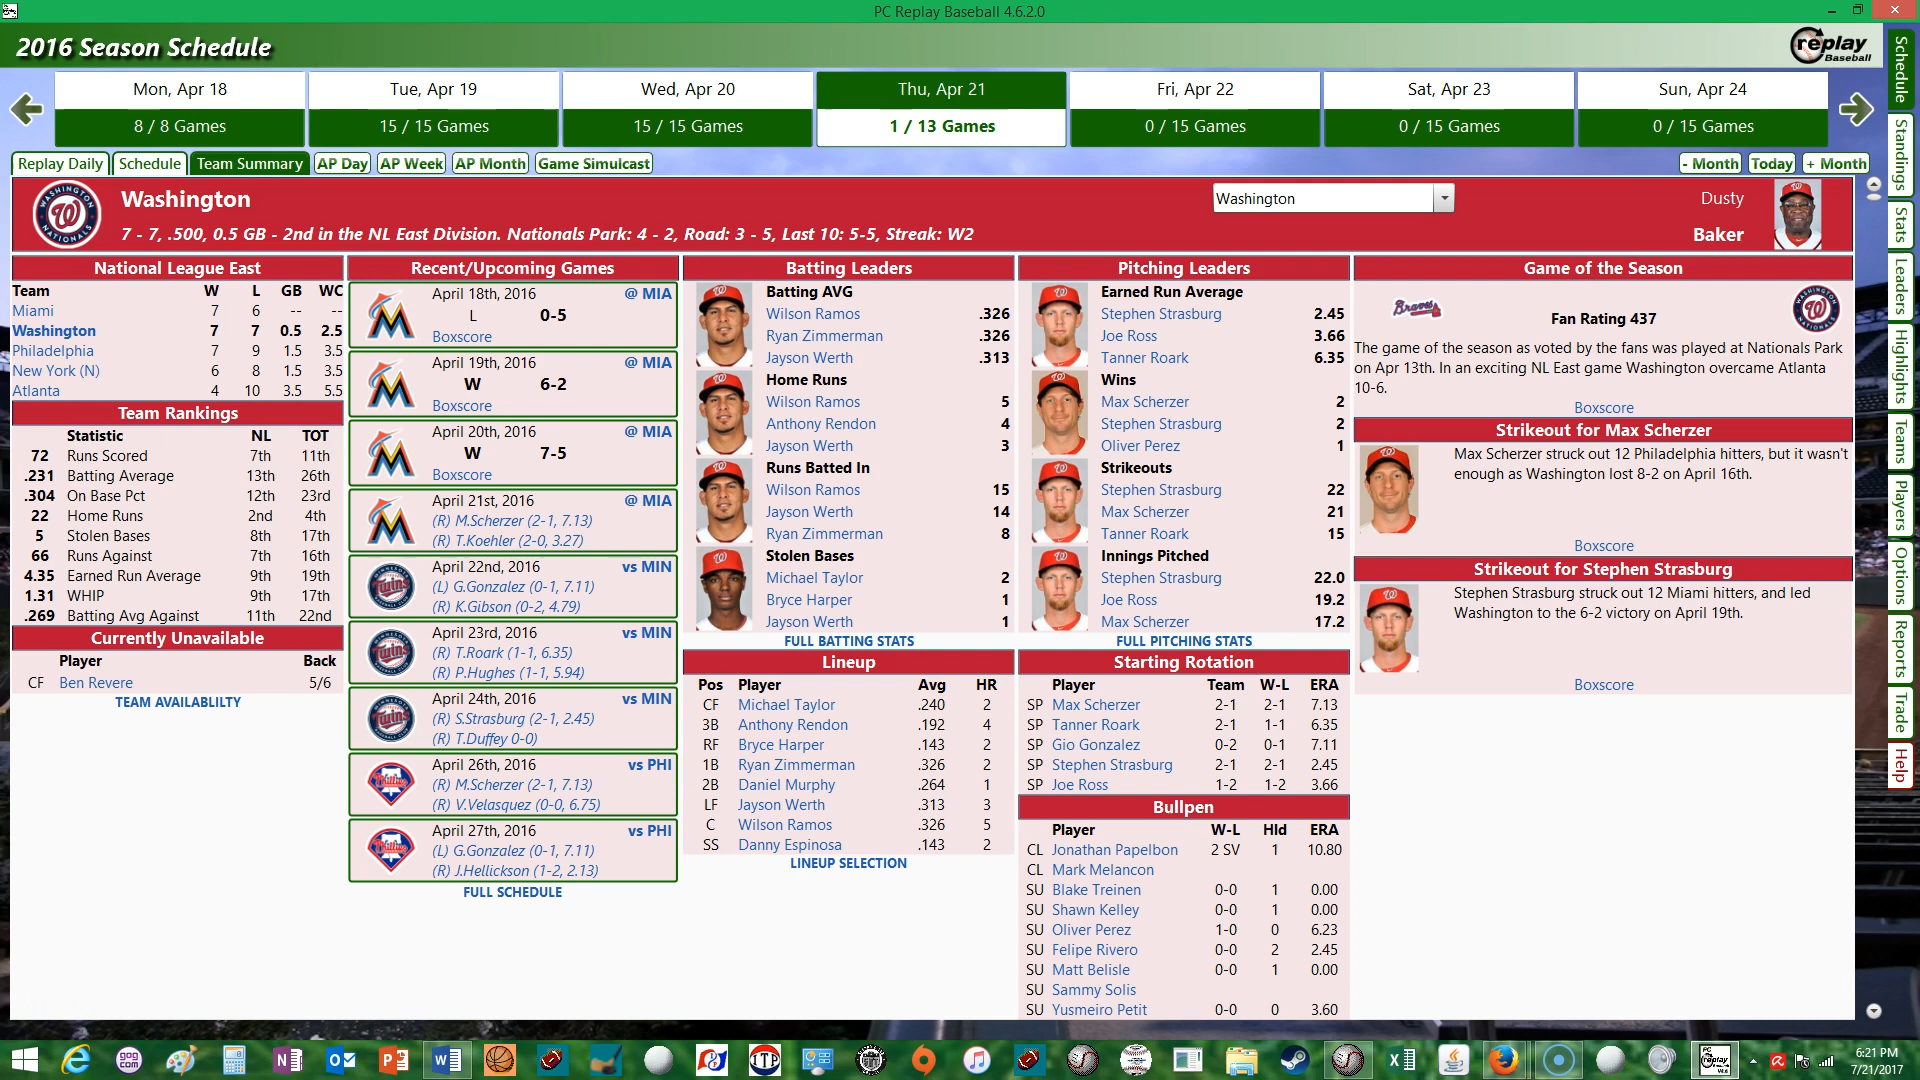 PC Replay Baseball 4.6.2.0
2016 Season Schedule
replay Baseball
Mon, Apr 18
Tue, Apr 19
Wed, Apr 20
Thu, Apr 21
Fri, Apr 22
Sat, Apr 23
Sun, Apr 24
8 / 8 Games
15 / 15 Games
15 / 15 Games
1 / 13 Games
0 / 15 Games
0 / 15 Games
0 / 15 Games
Replay Daily
Schedule
Team Summary
AP Day
AP Week
AP Month
Game Simulcast
- Month
Today
+ Month
Washington
Washington
Dusty
Baker
7 - 7, .500, 0.5 GB - 2nd in the NL East Division. Nationals Park: 4 - 2, Road: 3 - 5, Last 10: 5-5, Streak: W2
National League East
Team W L GB WC
Miami 7 6 -- --
Washington 7 7 0.5 2.5
Philadelphia 7 9 1.5 3.5
New York (N) 6 8 1.5 3.5
Atlanta 4 10 3.5 5.5
Team Rankings
Statistic NL TOT
72 Runs Scored 7th 11th
.231 Batting Average 13th 26th
.304 On Base Pct 12th 23rd
22 Home Runs 2nd 4th
5 Stolen Bases 8th 17th
66 Runs Against 7th 16th
4.35 Earned Run Average 9th 19th
1.31 WHIP 9th 17th
.269 Batting Avg Against 11th 22nd
Currently Unavailable
Player Back
CF Ben Revere 5/6
TEAM AVAILABLILTY
Recent/Upcoming Games
April 18th, 2016 @ MIA
L 0-5
Boxscore
April 19th, 2016 @ MIA
W 6-2
Boxscore
April 20th, 2016 @ MIA
W 7-5
Boxscore
April 21st, 2016 @ MIA
(R) M.Scherzer (2-1, 7.13)
(R) T.Koehler (2-0, 3.27)
April 22nd, 2016 vs MIN
(L) G.Gonzalez (0-1, 7.11)
(R) K.Gibson (0-2, 4.79)
April 23rd, 2016 vs MIN
(R) T.Roark (1-1, 6.35)
(R) P.Hughes (1-1, 5.94)
April 24th, 2016 vs MIN
(R) S.Strasburg (2-1, 2.45)
(R) T.Duffey 0-0)
April 26th, 2016 vs PHI
(R) M.Scherzer (2-1, 7.13)
(R) V.Velasquez (0-0, 6.75)
April 27th, 2016 vs PHI
(L) G.Gonzalez (0-1, 7.11)
(R) J.Hellickson (1-2, 2.13)
FULL SCHEDULE
Batting Leaders
Batting AVG
Wilson Ramos .326
Ryan Zimmerman .326
Jayson Werth .313
Home Runs
Wilson Ramos 5
Anthony Rendon 4
Jayson Werth 3
Runs Batted In
Wilson Ramos 15
Jayson Werth 14
Ryan Zimmerman 8
Stolen Bases
Michael Taylor 2
Bryce Harper 1
Jayson Werth 1
FULL BATTING STATS
Lineup
Pos Player Avg HR
CF Michael Taylor .240 2
3B Anthony Rendon .192 4
RF Bryce Harper .143 2
1B Ryan Zimmerman .326 2
2B Daniel Murphy .264 1
LF Jayson Werth .313 3
C Wilson Ramos .326 5
SS Danny Espinosa .143 2
LINEUP SELECTION
Pitching Leaders
Earned Run Average
Stephen Strasburg 2.45
Joe Ross 3.66
Tanner Roark 6.35
Wins
Max Scherzer 2
Stephen Strasburg 2
Oliver Perez 1
Strikeouts
Stephen Strasburg 22
Max Scherzer 21
Tanner Roark 15
Innings Pitched
Stephen Strasburg 22.0
Joe Ross 19.2
Max Scherzer 17.2
FULL PITCHING STATS
Starting Rotation
Player Team W-L ERA
SP Max Scherzer 2-1 2-1 7.13
SP Tanner Roark 2-1 1-1 6.35
SP Gio Gonzalez 0-2 0-1 7.11
SP Stephen Strasburg 2-1 2-1 2.45
SP Joe Ross 1-2 1-2 3.66
Bullpen
Player W-L Hld ERA
CL Jonathan Papelbon 2 SV 1 10.80
CL Mark Melancon
SU Blake Treinen 0-0 1 0.00
SU Shawn Kelley 0-0 1 0.00
SU Oliver Perez 1-0 0 6.23
SU Felipe Rivero 0-0 2 2.45
SU Matt Belisle 0-0 1 0.00
SU Sammy Solis
SU Yusmeiro Petit 0-0 0 3.60
Game of the Season
Braves
Fan Rating 437
The game of the season as voted by the fans was played at Nationals Park
on Apr 13th. In an exciting NL East game Washington overcame Atlanta
10-6.
Boxscore
Strikeout for Max Scherzer
Max Scherzer struck out 12 Philadelphia hitters, but it wasn't
enough as Washington lost 8-2 on April 16th.
Boxscore
Strikeout for Stephen Strasburg
Stephen Strasburg struck out 12 Miami hitters, and led
Washington to the 6-2 victory on April 19th.
Boxscore
Schedule
Standings
Stats
Leaders
Highlights
Teams
Players
Options
Reports
Trade
Help
6:21 PM
7/21/2017